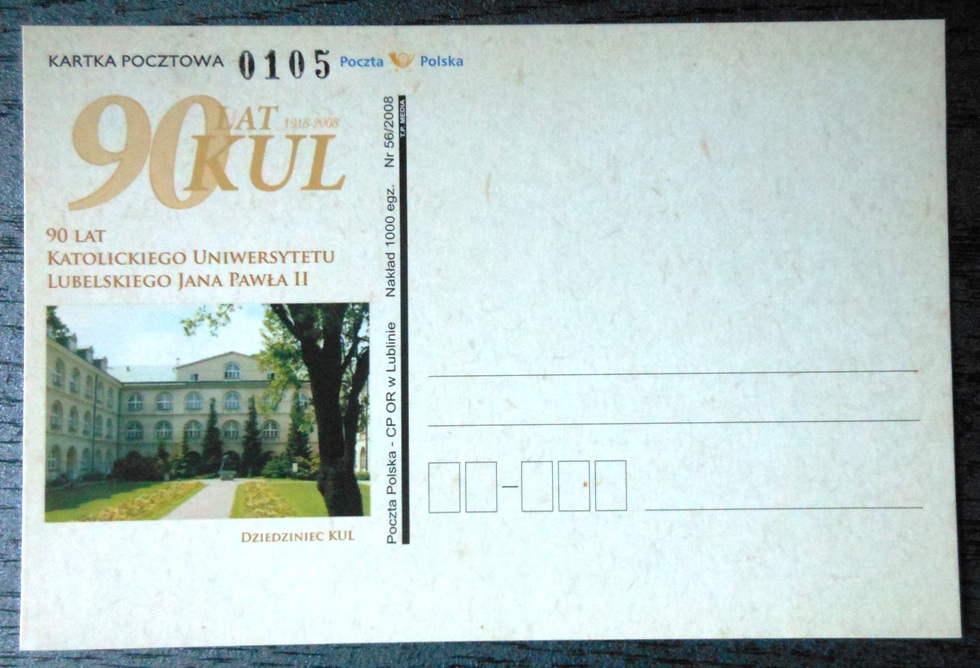 KARTKA POCZTOWA 0105 Poczta Polska
90 LAT 1918-2008
KUL
90 LAT
KATOLICKIEGO UNIWERSYTETU
LUBELSKIEGO JANA PAWŁA II
DZIEDZINIEC KUL
Poczta Polska - CP OR w Lublinie Nakład 1000 egz. Nr 56/2008
T.P. MEDIA